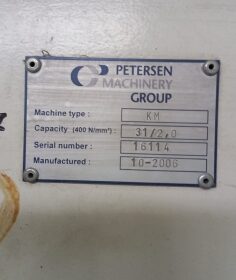 PETERSEN
MACHINERY
GROUP
Machine type : KM
Capacity (400 N/mm²) : 31/2,0
Serial number : 16114
Manufactured : 10-2006